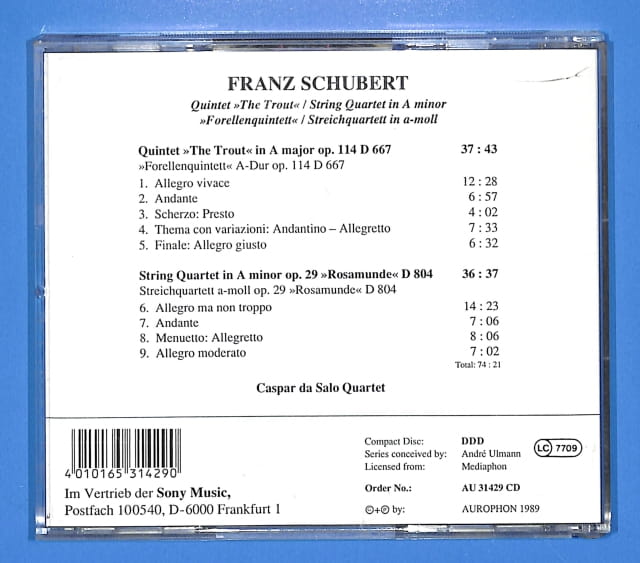 FRANZ SCHUBERT
Quintet »The Trout« / String Quartet in A minor
»Forellenquintett« / Streichquartett in a-moll
Quintet »The Trout« in A major op. 114 D 667 37 : 43
»Forellenquintett« A-Dur op. 114 D 667
1. Allegro vivace 12 : 28
2. Andante 6 : 57
3. Scherzo: Presto 4 : 02
4. Thema con variazioni: Andantino – Allegretto 7 : 33
5. Finale: Allegro giusto 6 : 32
String Quartet in A minor op. 29 »Rosamunde« D 804 36 : 37
Streichquartett a-moll op. 29 »Rosamunde« D 804
6. Allegro ma non troppo 14 : 23
7. Andante 7 : 06
8. Menuetto: Allegretto 8 : 06
9. Allegro moderato 7 : 02
Total: 74 : 21
Caspar da Salo Quartet
Compact Disc: DDD
Series conceived by: André Ulmann
Licensed from: Mediaphon
LC 7709
Order No.: AU 31429 CD
©+℗ by: AUROPHON 1989
4 010165 314290
Im Vertrieb der Sony Music,
Postfach 100540, D-6000 Frankfurt 1